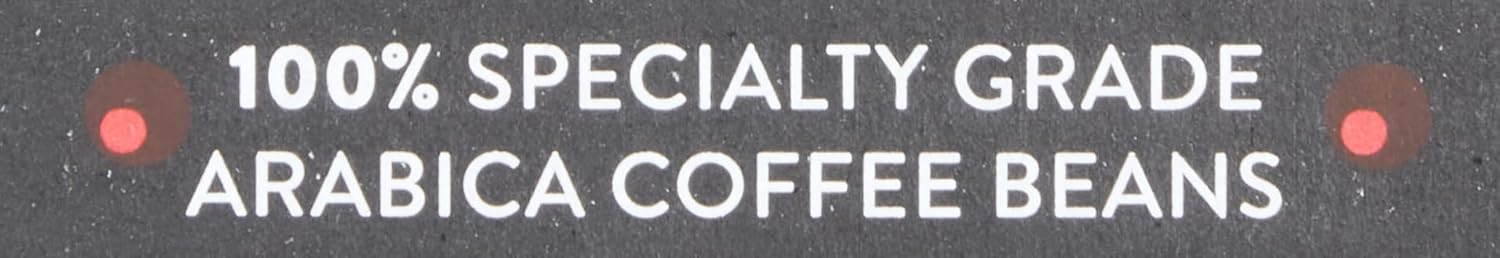 100% SPECIALTY GRADE
ARABICA COFFEE BEANS